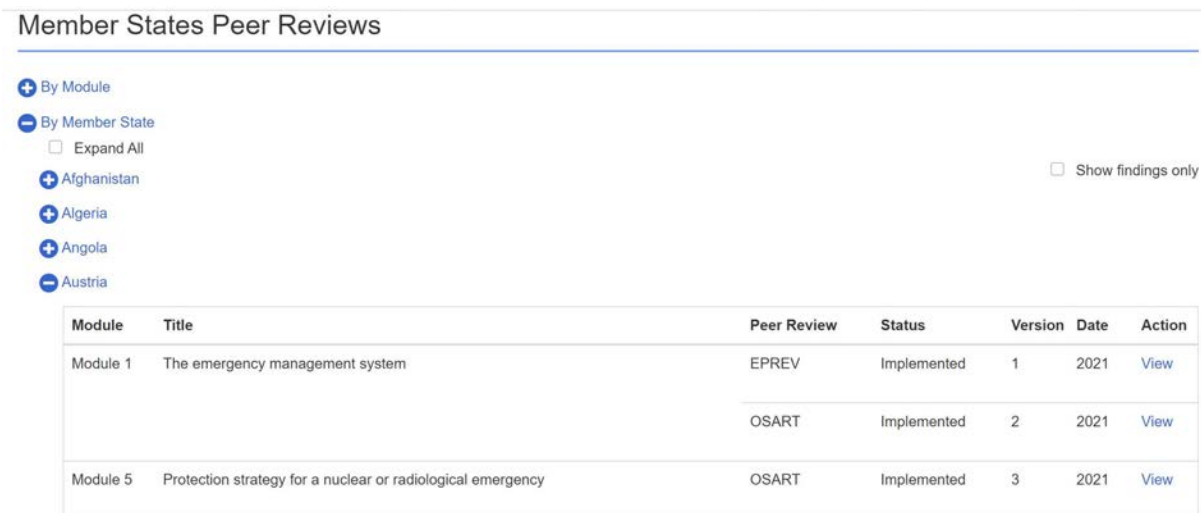 Member States Peer Reviews
By Module
By Member State
Expand All
Show findings only
Afghanistan
Algeria
Angola
Austria
Module Title Peer Review Status Version Date Action
Module 1 The emergency management system EPREV Implemented 1 2021 View
OSART Implemented 2 2021 View
Module 5 Protection strategy for a nuclear or radiological emergency OSART Implemented 3 2021 View